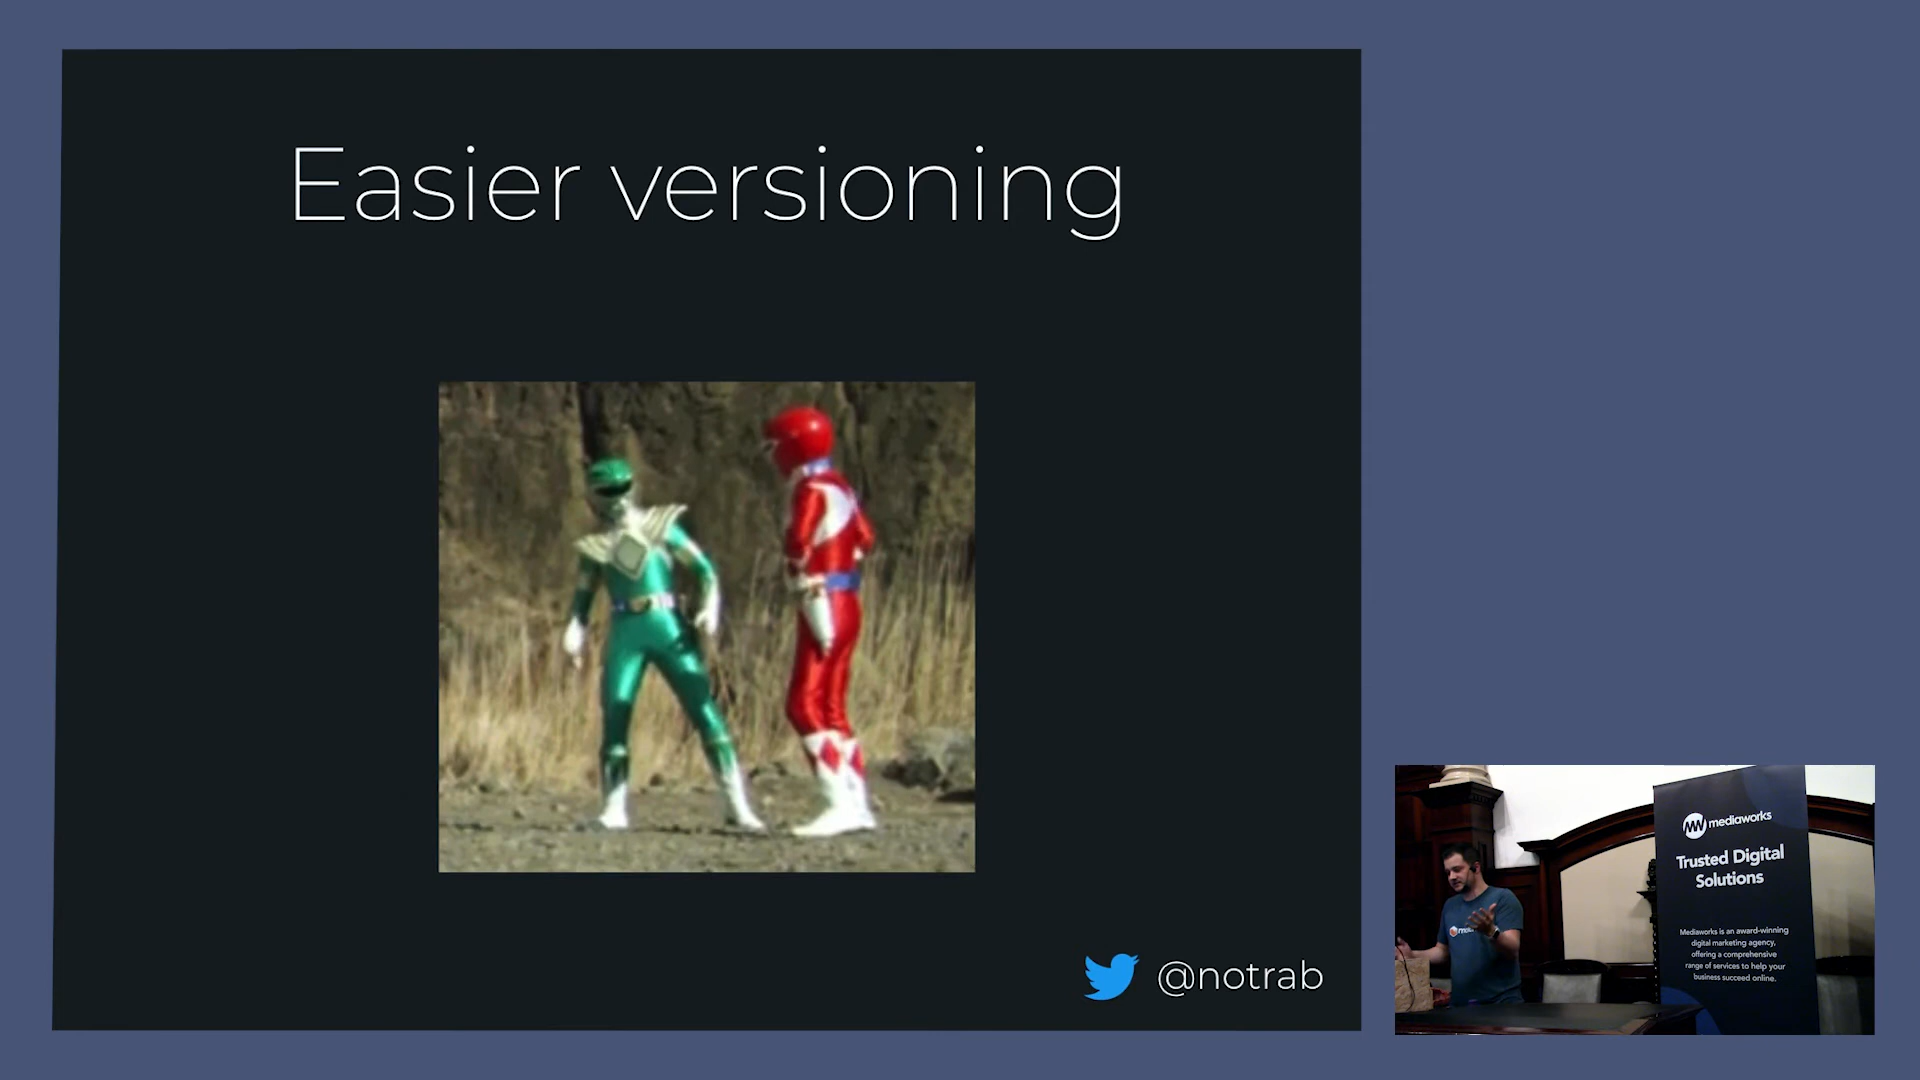 Easier versioning
@notrab
mediaworks
Trusted Digital
Solutions
Mediaworks is an award-winning
digital marketing agency,
offering a comprehensive
range of services to help your
business succeed online.